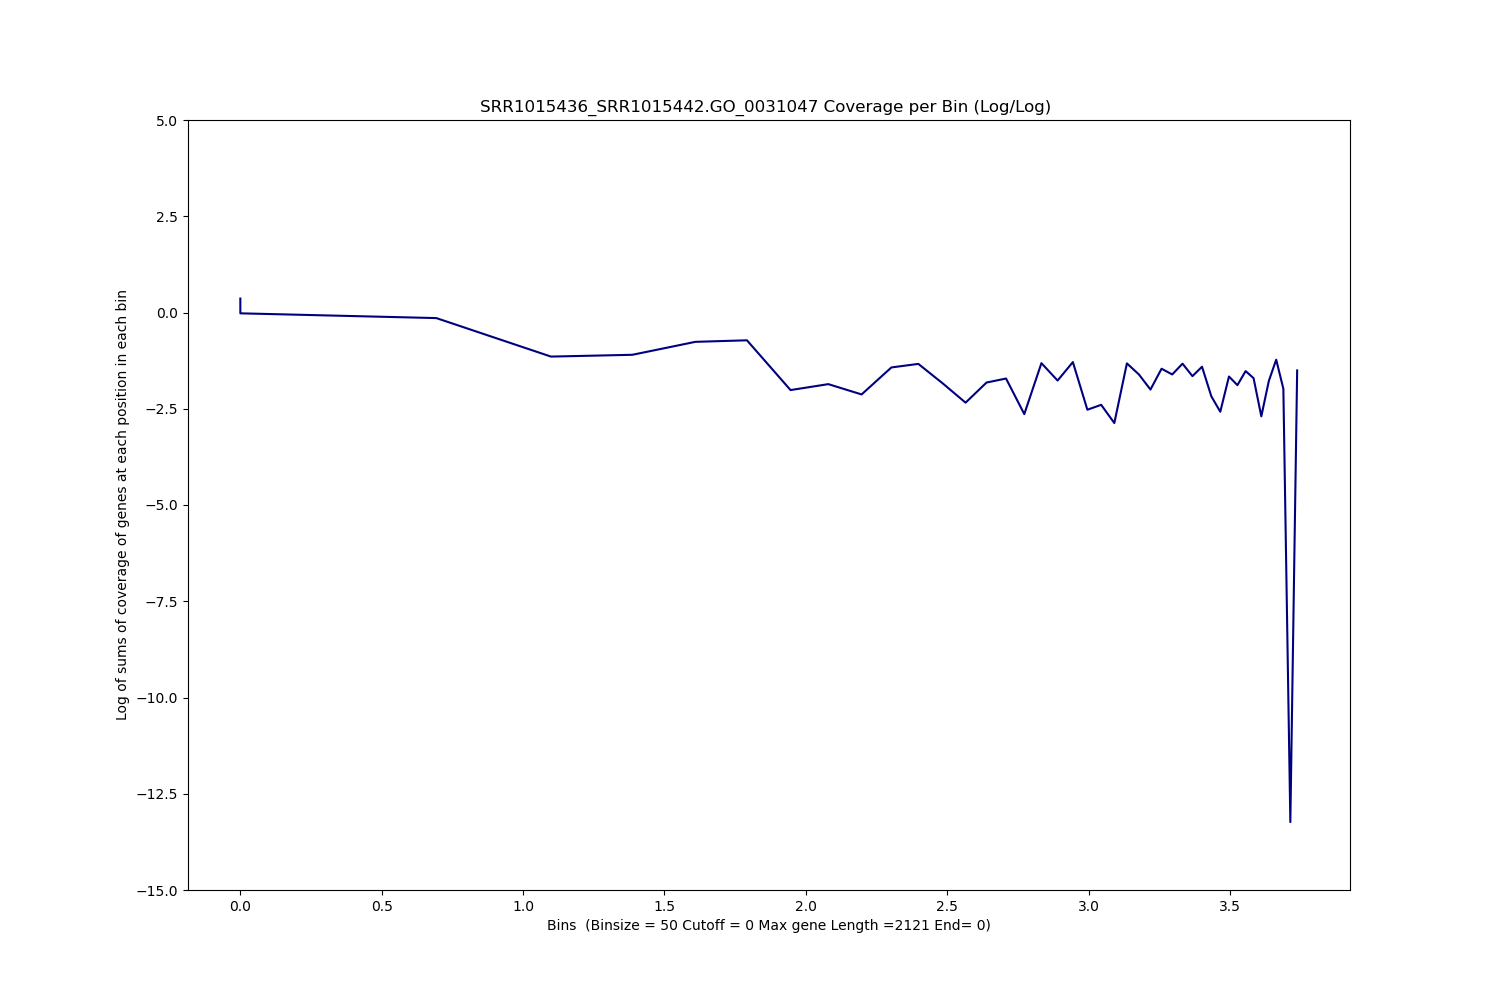 SRR1015436_SRR1015442.GO_0031047 Coverage per Bin (Log/Log)
Log of sums of coverage of genes at each position in each bin
5.0
2.5
0.0
−2.5
−5.0
−7.5
−10.0
−12.5
−15.0
0.0 0.5 1.0 1.5 2.0 2.5 3.0 3.5
Bins  (Binsize = 50 Cutoff = 0 Max gene Length =2121 End= 0)